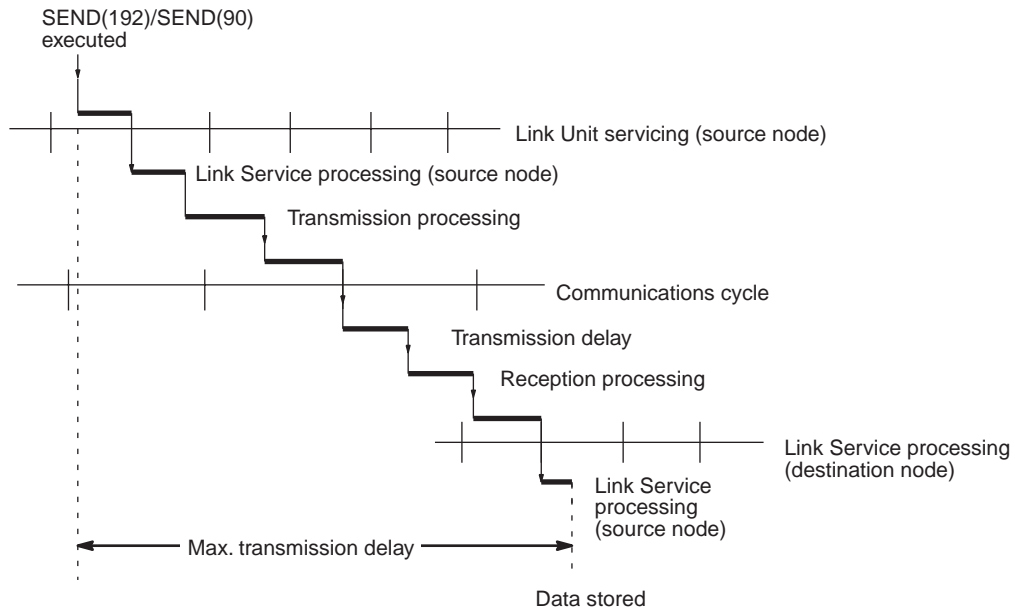 SEND(192)/SEND(90)
executed
Link Unit servicing (source node)
Link Service processing (source node)
Transmission processing
Communications cycle
Transmission delay
Reception processing
Link Service processing
(destination node)
Link Service
processing
(source node)
Max. transmission delay
Data stored